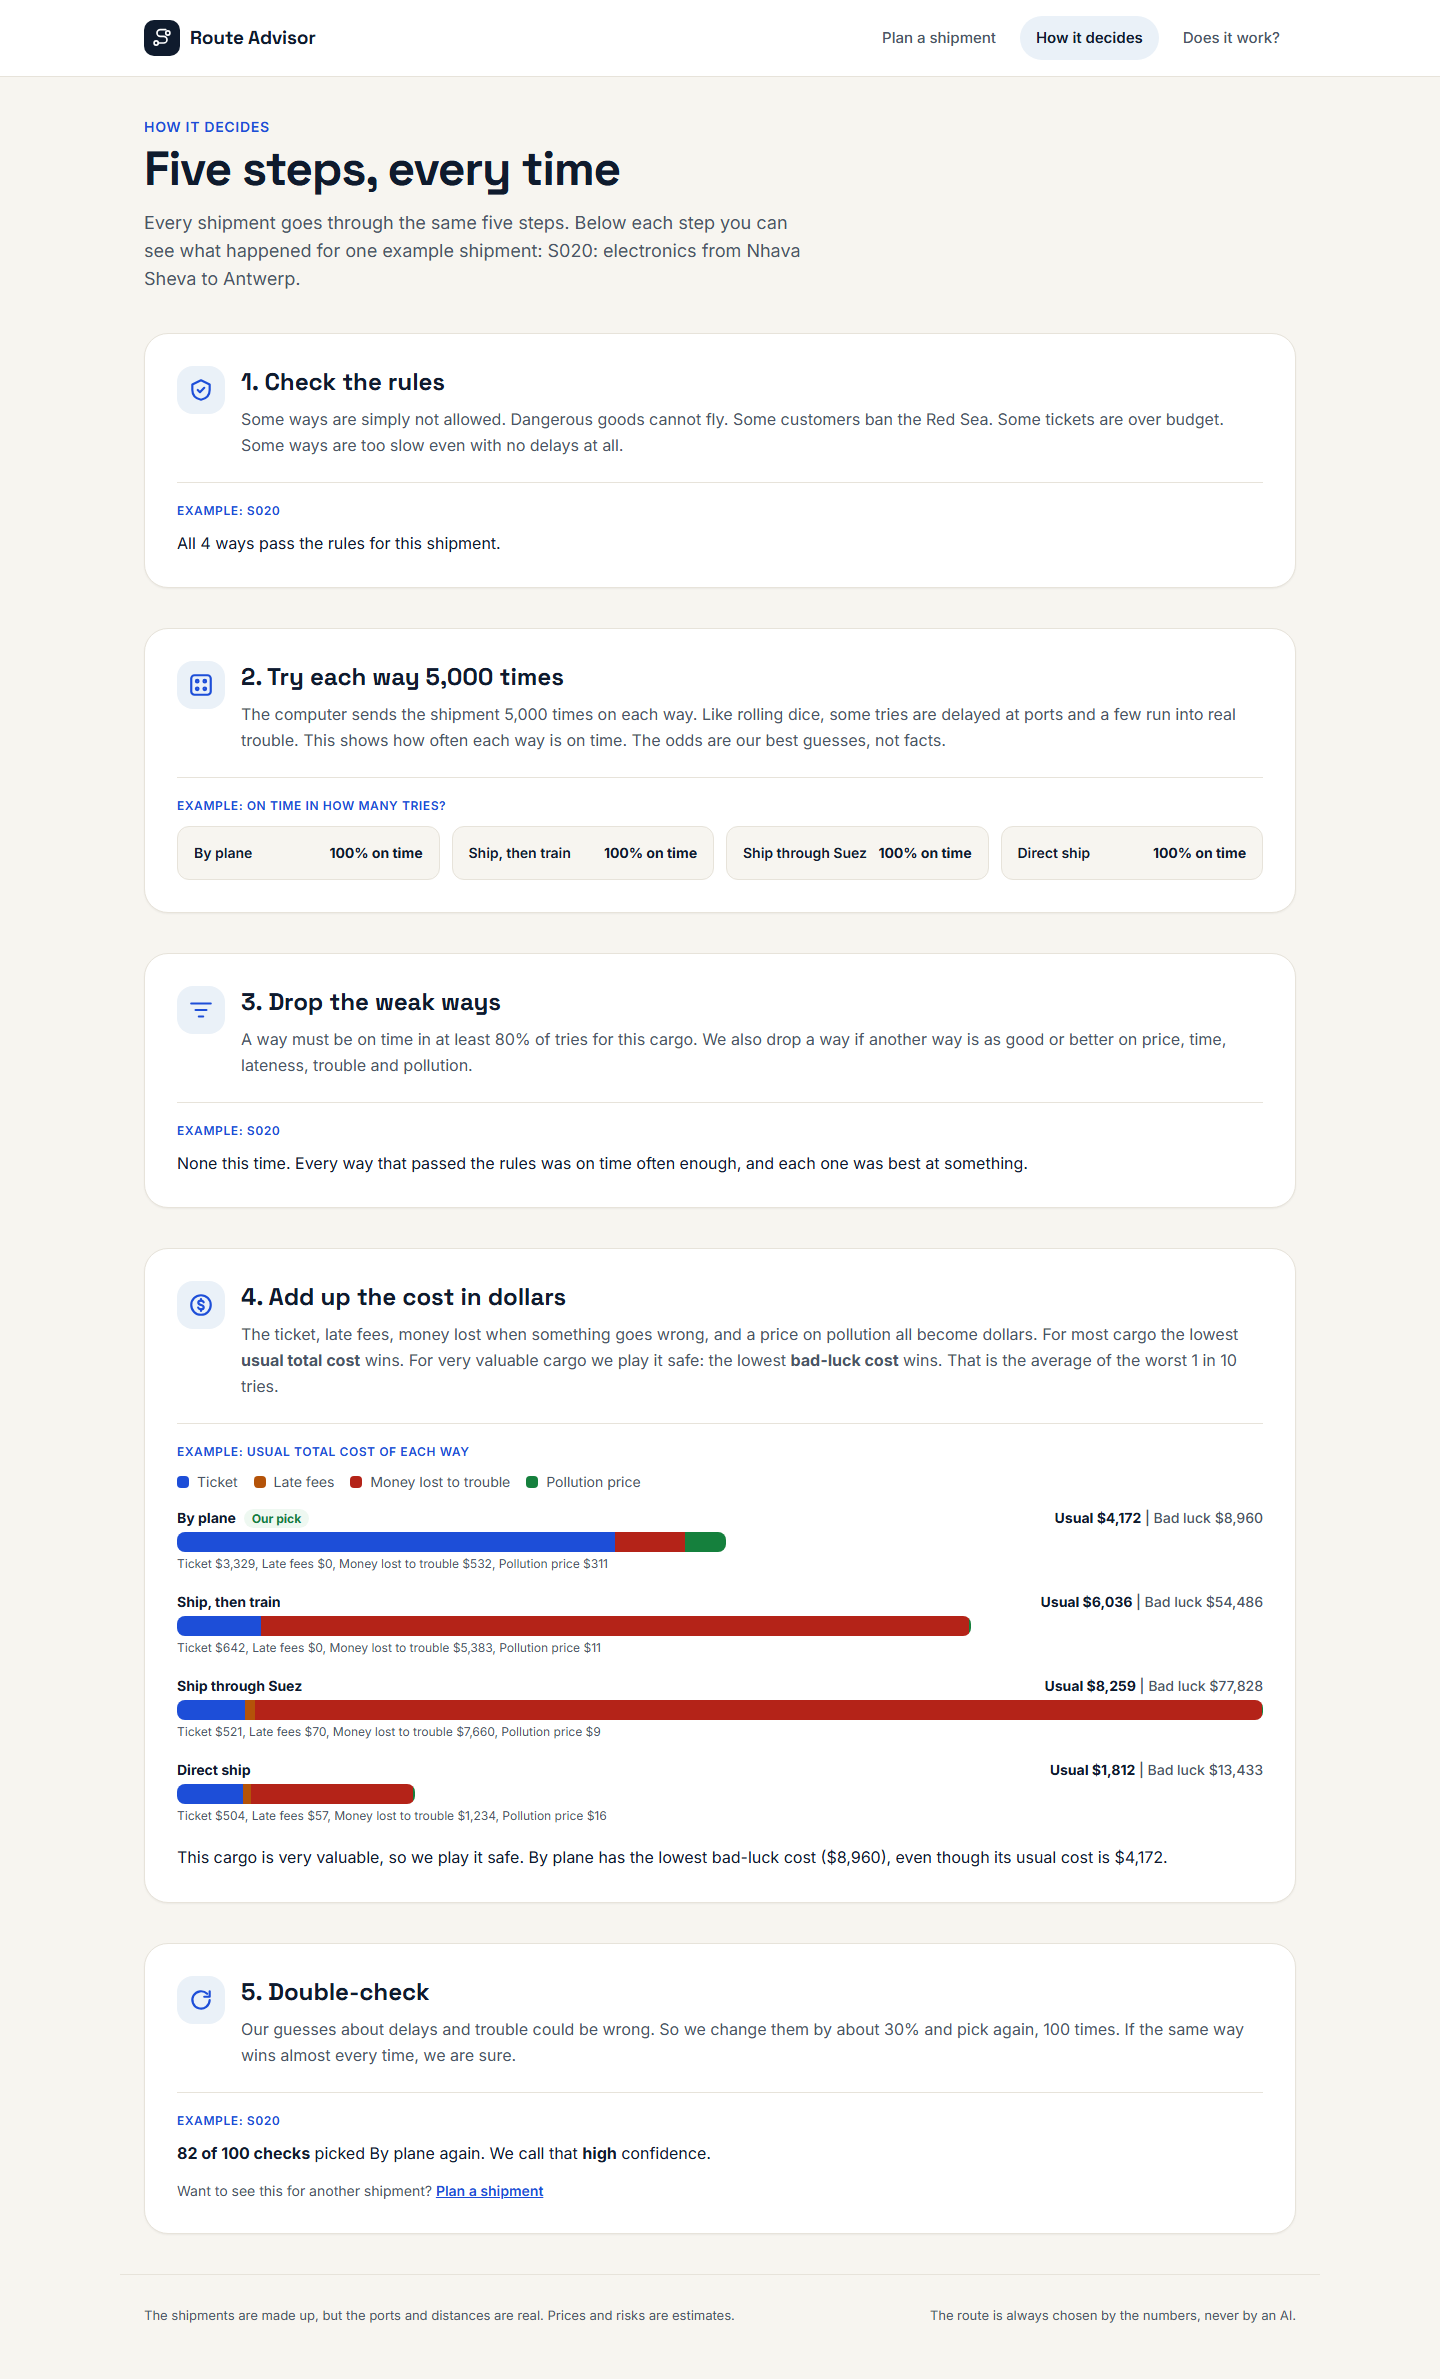 Route Advisor
Plan a shipment
How it decides
Does it work?
HOW IT DECIDES
Five steps, every time
Every shipment goes through the same five steps. Below each step you can
see what happened for one example shipment: S020: electronics from Nhava
Sheva to Antwerp.
1. Check the rules
Some ways are simply not allowed. Dangerous goods cannot fly. Some customers ban the Red Sea. Some tickets are over budget.
Some ways are too slow even with no delays at all.
EXAMPLE: S020
All 4 ways pass the rules for this shipment.
2. Try each way 5,000 times
The computer sends the shipment 5,000 times on each way. Like rolling dice, some tries are delayed at ports and a few run into real
trouble. This shows how often each way is on time. The odds are our best guesses, not facts.
EXAMPLE: ON TIME IN HOW MANY TRIES?
By plane 100% on time
Ship, then train 100% on time
Ship through Suez 100% on time
Direct ship 100% on time
3. Drop the weak ways
A way must be on time in at least 80% of tries for this cargo. We also drop a way if another way is as good or better on price, time,
lateness, trouble and pollution.
EXAMPLE: S020
None this time. Every way that passed the rules was on time often enough, and each one was best at something.
4. Add up the cost in dollars
The ticket, late fees, money lost when something goes wrong, and a price on pollution all become dollars. For most cargo the lowest
usual total cost wins. For very valuable cargo we play it safe: the lowest bad-luck cost wins. That is the average of the worst 1 in 10
tries.
EXAMPLE: USUAL TOTAL COST OF EACH WAY
Ticket Late fees Money lost to trouble Pollution price
By plane Our pick Usual $4,172 | Bad luck $8,960
Ticket $3,329, Late fees $0, Money lost to trouble $532, Pollution price $311
Ship, then train Usual $6,036 | Bad luck $54,486
Ticket $642, Late fees $0, Money lost to trouble $5,383, Pollution price $11
Ship through Suez Usual $8,259 | Bad luck $77,828
Ticket $521, Late fees $70, Money lost to trouble $7,660, Pollution price $9
Direct ship Usual $1,812 | Bad luck $13,433
Ticket $504, Late fees $57, Money lost to trouble $1,234, Pollution price $16
This cargo is very valuable, so we play it safe. By plane has the lowest bad-luck cost ($8,960), even though its usual cost is $4,172.
5. Double-check
Our guesses about delays and trouble could be wrong. So we change them by about 30% and pick again, 100 times. If the same way
wins almost every time, we are sure.
EXAMPLE: S020
82 of 100 checks picked By plane again. We call that high confidence.
Want to see this for another shipment? Plan a shipment
The shipments are made up, but the ports and distances are real. Prices and risks are estimates.
The route is always chosen by the numbers, never by an AI.